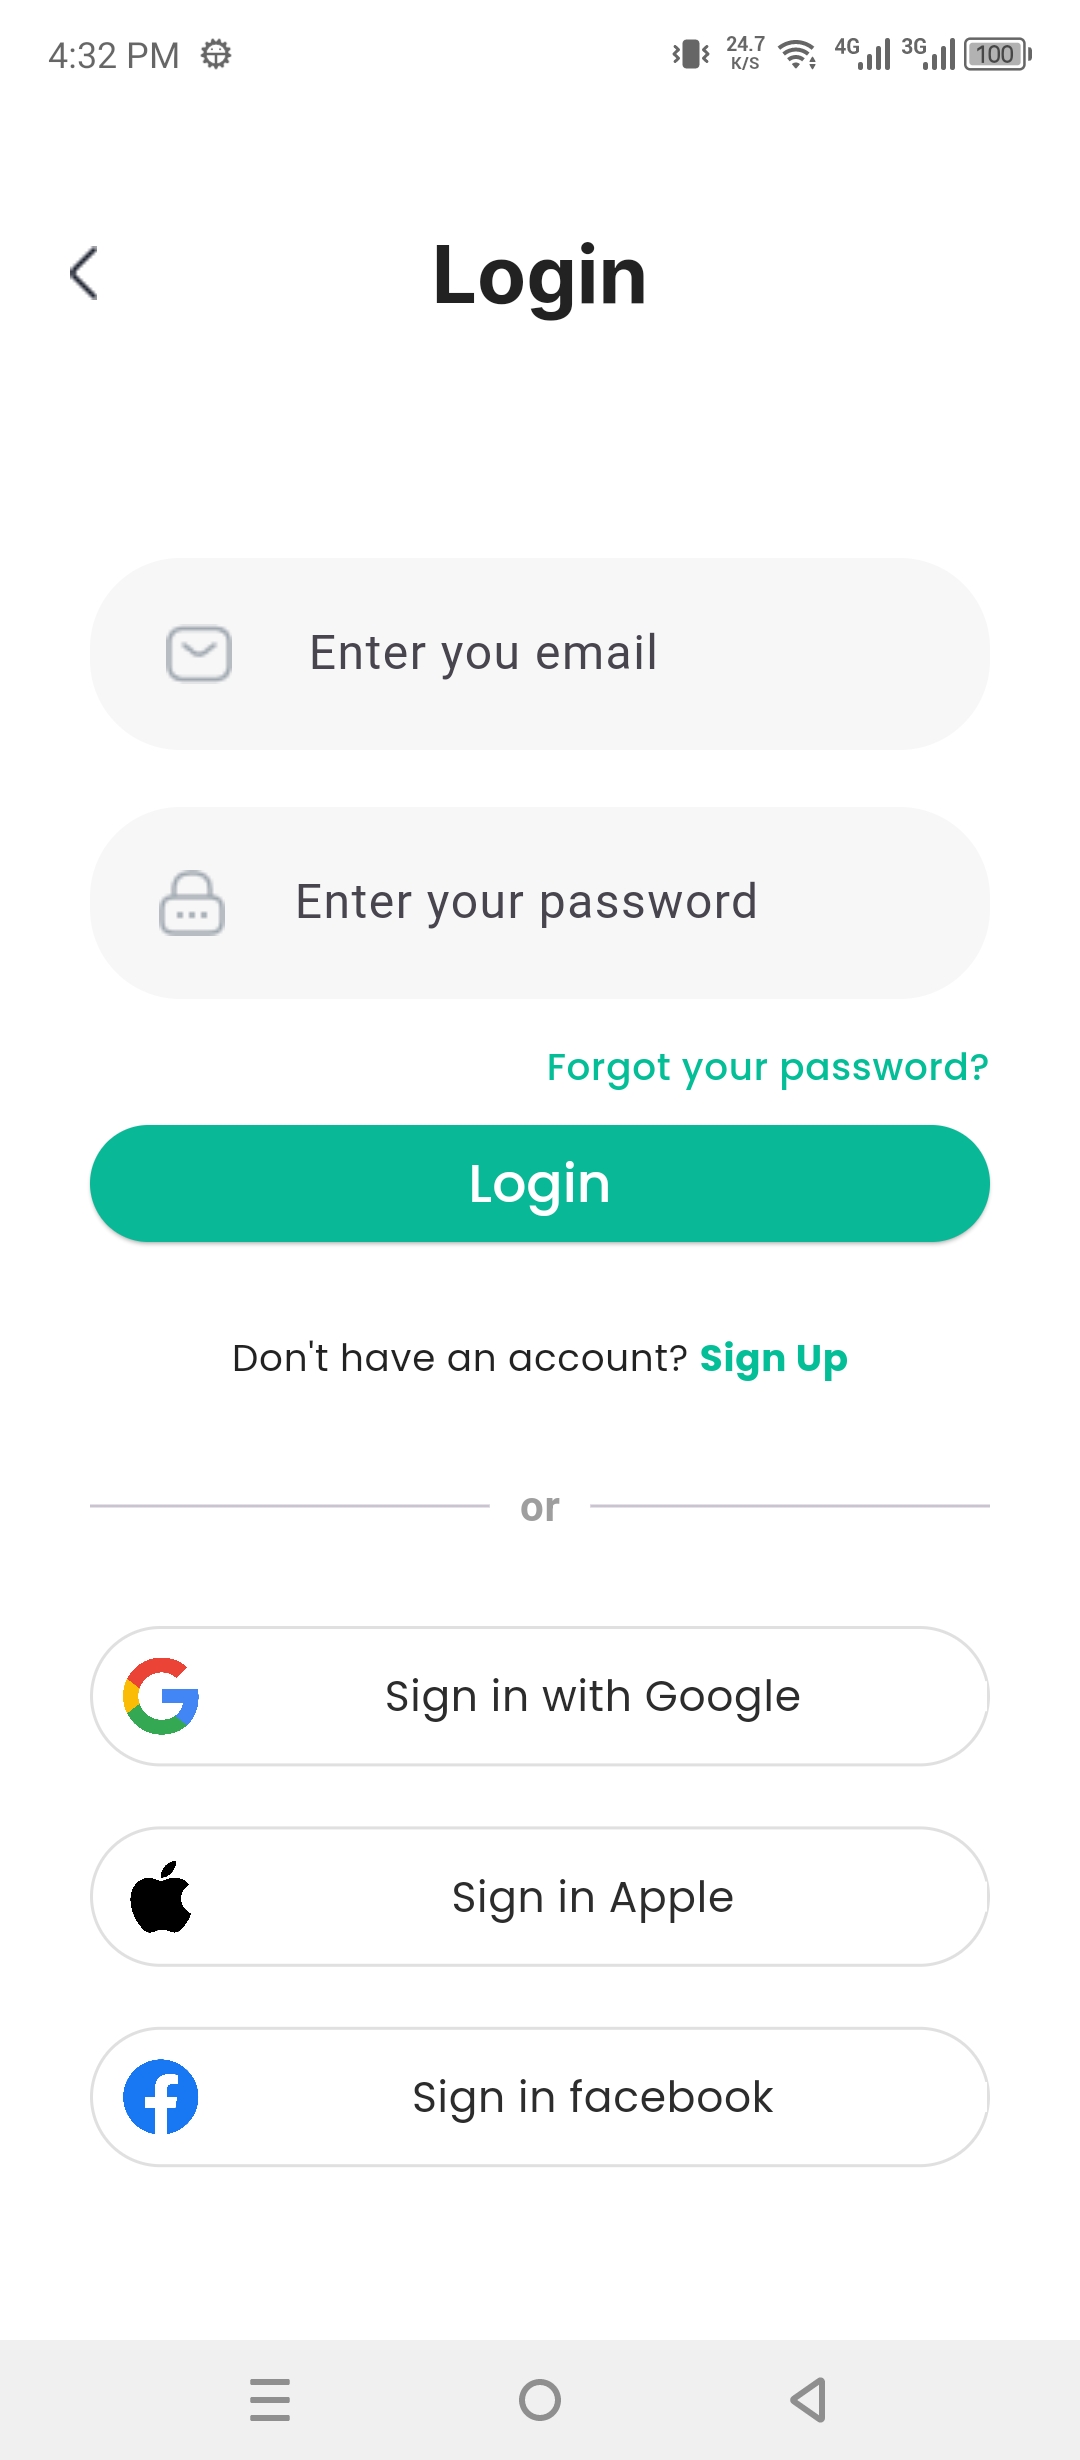 4:32 PM
24.7 K/S 4G 3G 100
Login
Enter you email
Enter your password
Forgot your password?
Login
Don't have an account? Sign Up
or
Sign in with Google
Sign in Apple
Sign in facebook